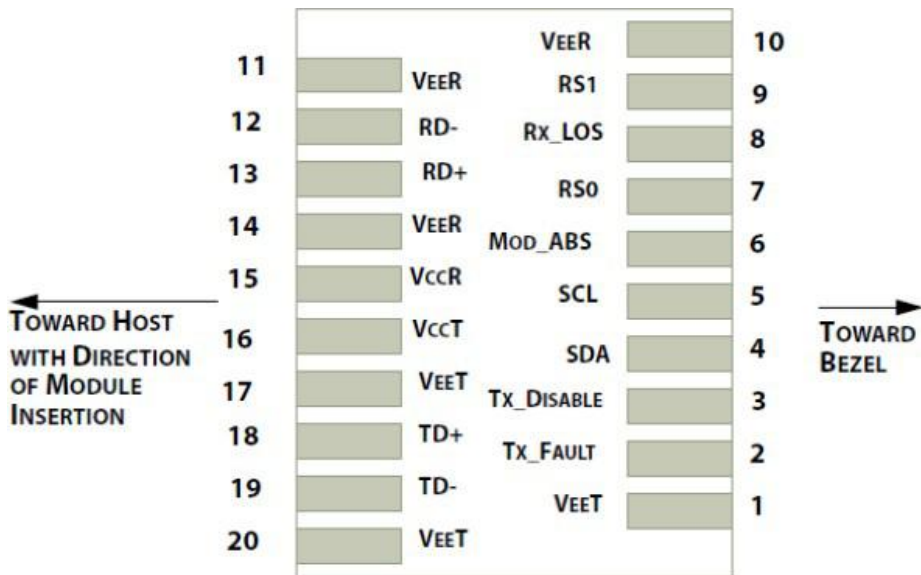 11 VEER
12 RD-
13 RD+
14 VEER
15 VCCR
16 VCCT
17 VEET
18 TD+
19 TD-
20 VEET
TOWARD HOST
WITH DIRECTION
OF MODULE
INSERTION
VEER 10
RS1 9
RX_LOS 8
RS0 7
MOD_ABS 6
SCL 5
SDA 4
TX_DISABLE 3
TX_FAULT 2
VEET 1
TOWARD
BEZEL